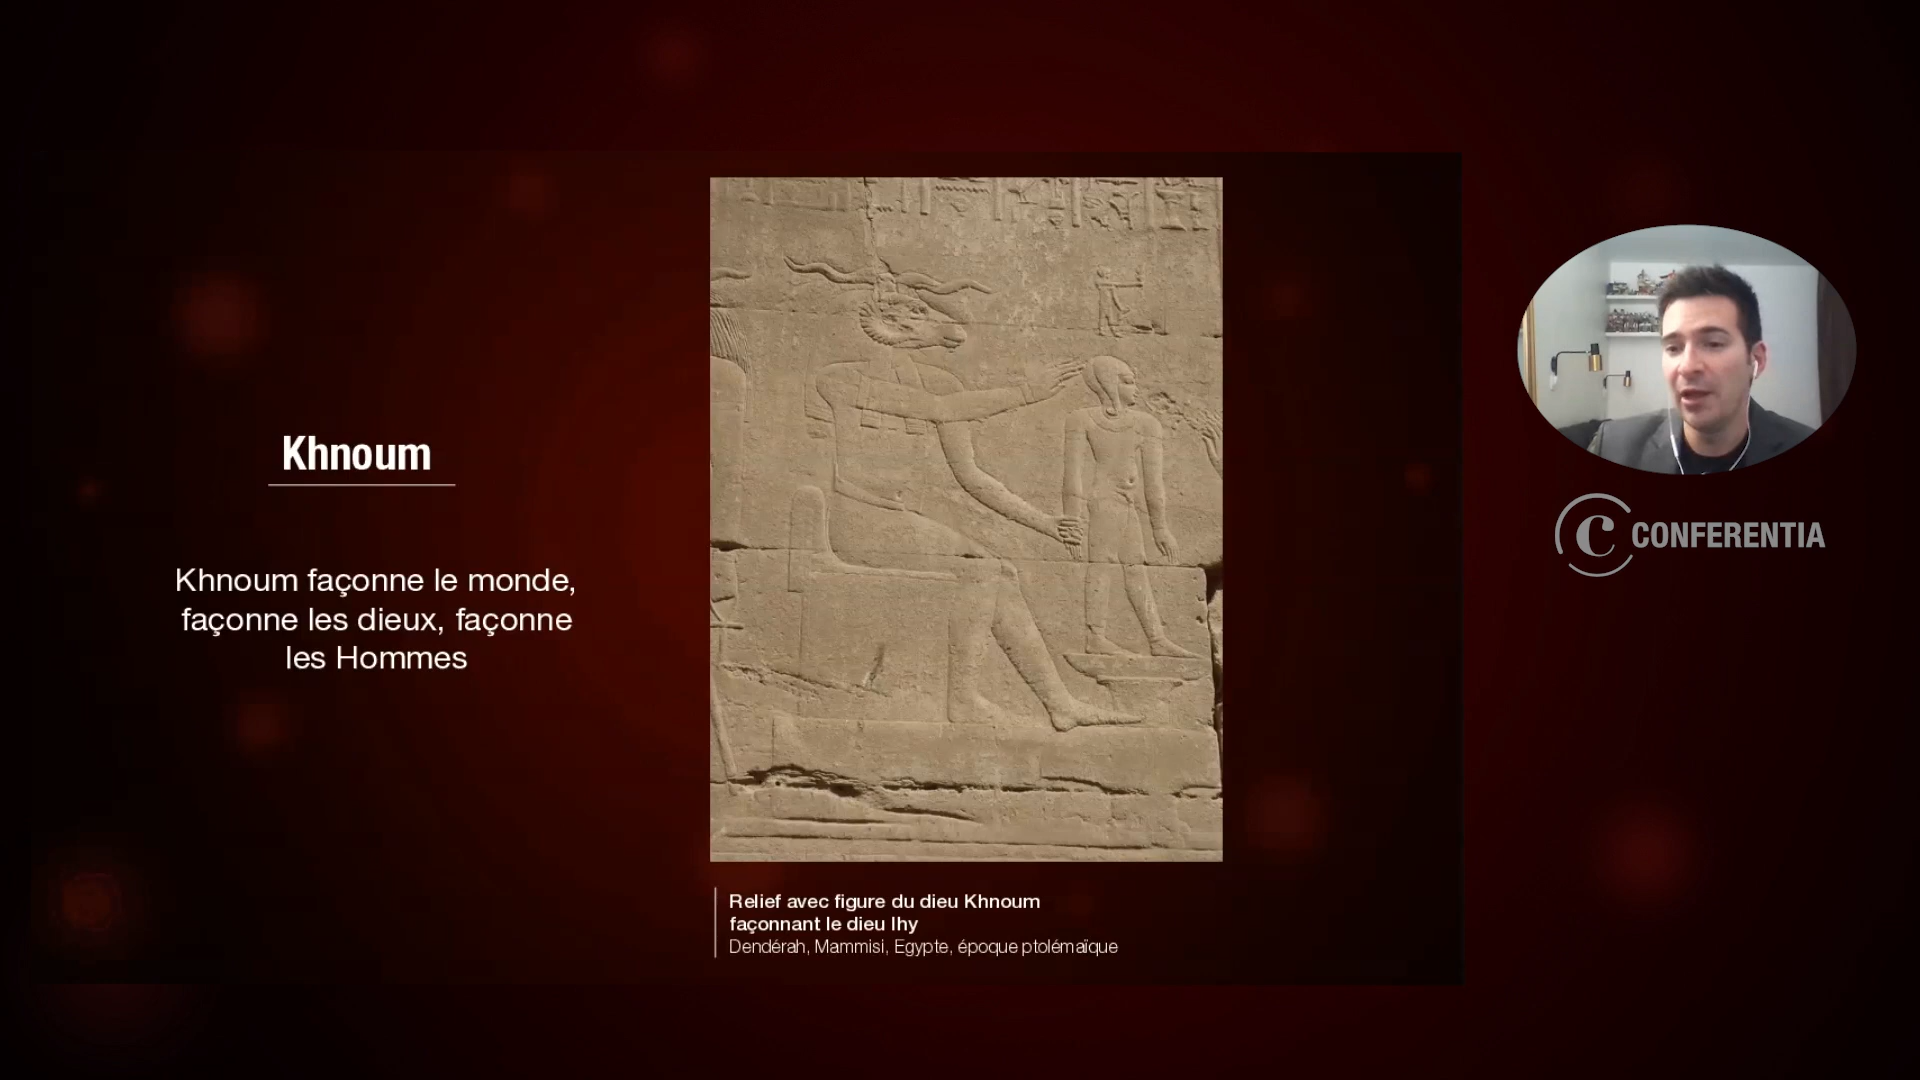 Khnoum
Khnoum façonne le monde,
façonne les dieux, façonne
les Hommes
Relief avec figure du dieu Khnoum
façonnant le dieu Ihy
Dendérah, Mammisi, Egypte, époque ptolémaïque
C CONFERENTIA